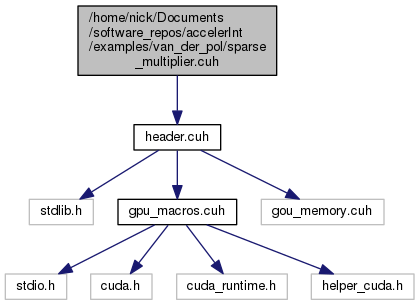 /home/nick/Documents
/software_repos/accelerInt
/examples/van_der_pol/sparse
_multiplier.cuh
header.cuh
stdlib.h
gpu_macros.cuh
gou_memory.cuh
stdio.h
cuda.h
cuda_runtime.h
helper_cuda.h